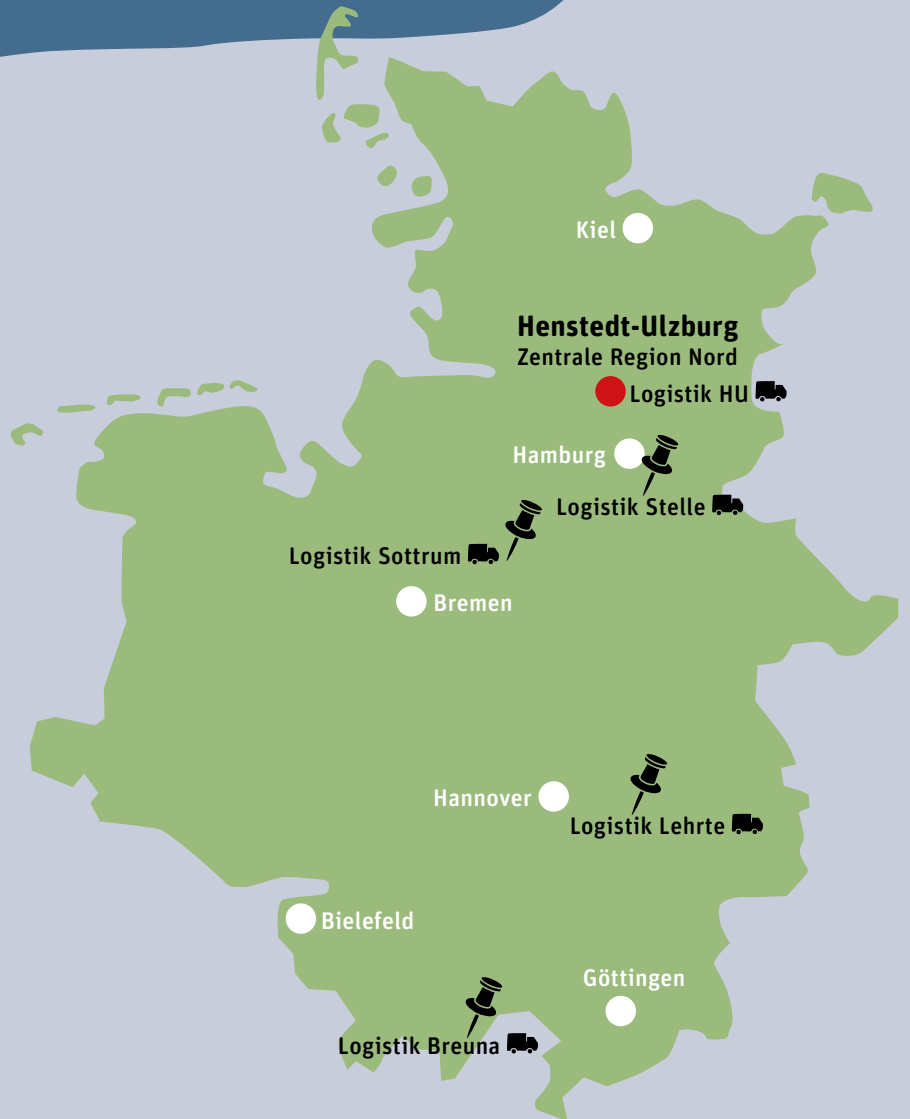 Kiel
Henstedt-Ulzburg
Zentrale Region Nord
Logistik HU
Hamburg
Logistik Stelle
Logistik Sottrum
Bremen
Hannover
Logistik Lehrte
Bielefeld
Göttingen
Logistik Breuna